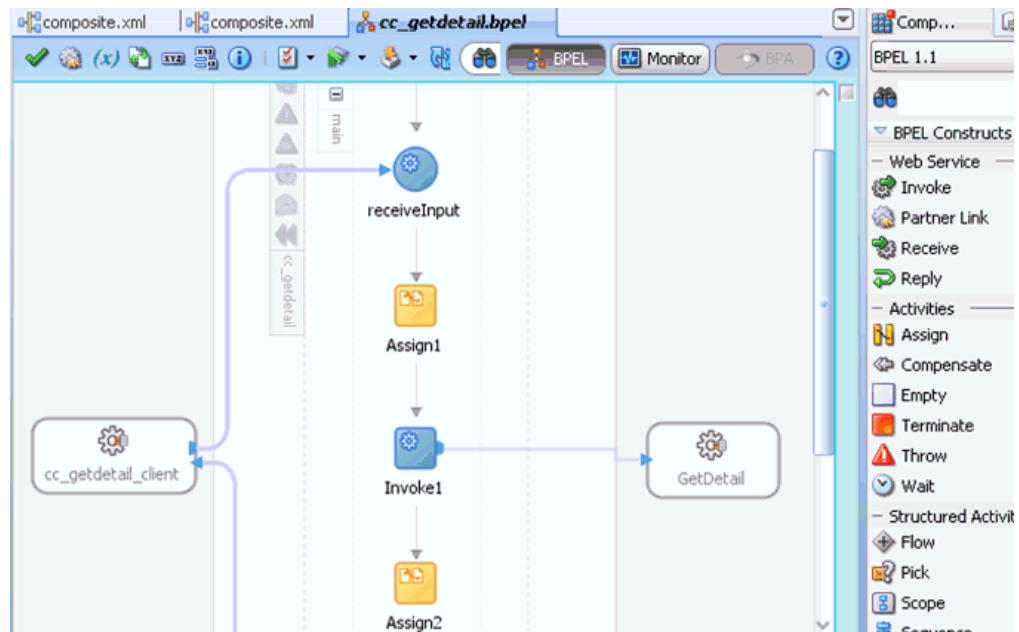 composite.xml composite.xml cc_getdetail.bpel Comp...
(x) XYZ BPEL Monitor BPA ? BPEL 1.1
main
BPEL Constructs
Web Service
Invoke
Partner Link
receiveInput
Receive
Reply
cc_getdetail
Activities
Assign
Assign1
Compensate
Empty
Terminate
Throw
cc_getdetail_client
GetDetail
Invoke1
Wait
Structured Activit
Flow
Pick
Scope
Assign2
Sequence